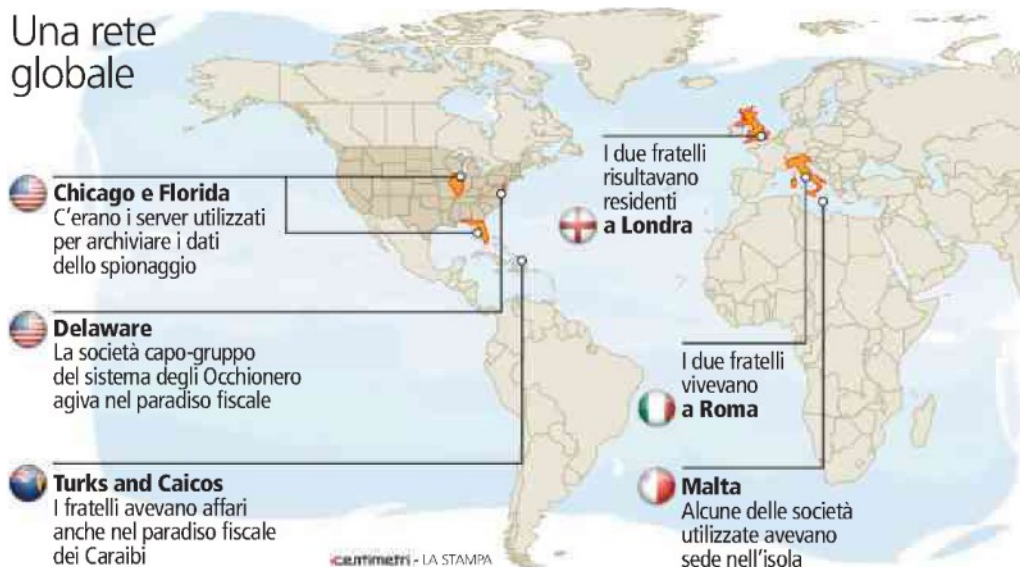 Una rete
globale
Chicago e Florida
C'erano i server utilizzati
per archiviare i dati
dello spionaggio
Delaware
La società capo-gruppo
del sistema degli Occhionero
agiva nel paradiso fiscale
Turks and Caicos
I fratelli avevano affari
anche nel paradiso fiscale
dei Caraibi
I due fratelli
risultavano
residenti
a Londra
I due fratelli
vivevano
a Roma
Malta
Alcune delle società
utilizzate avevano
sede nell'isola
centimetri - LA STAMPA